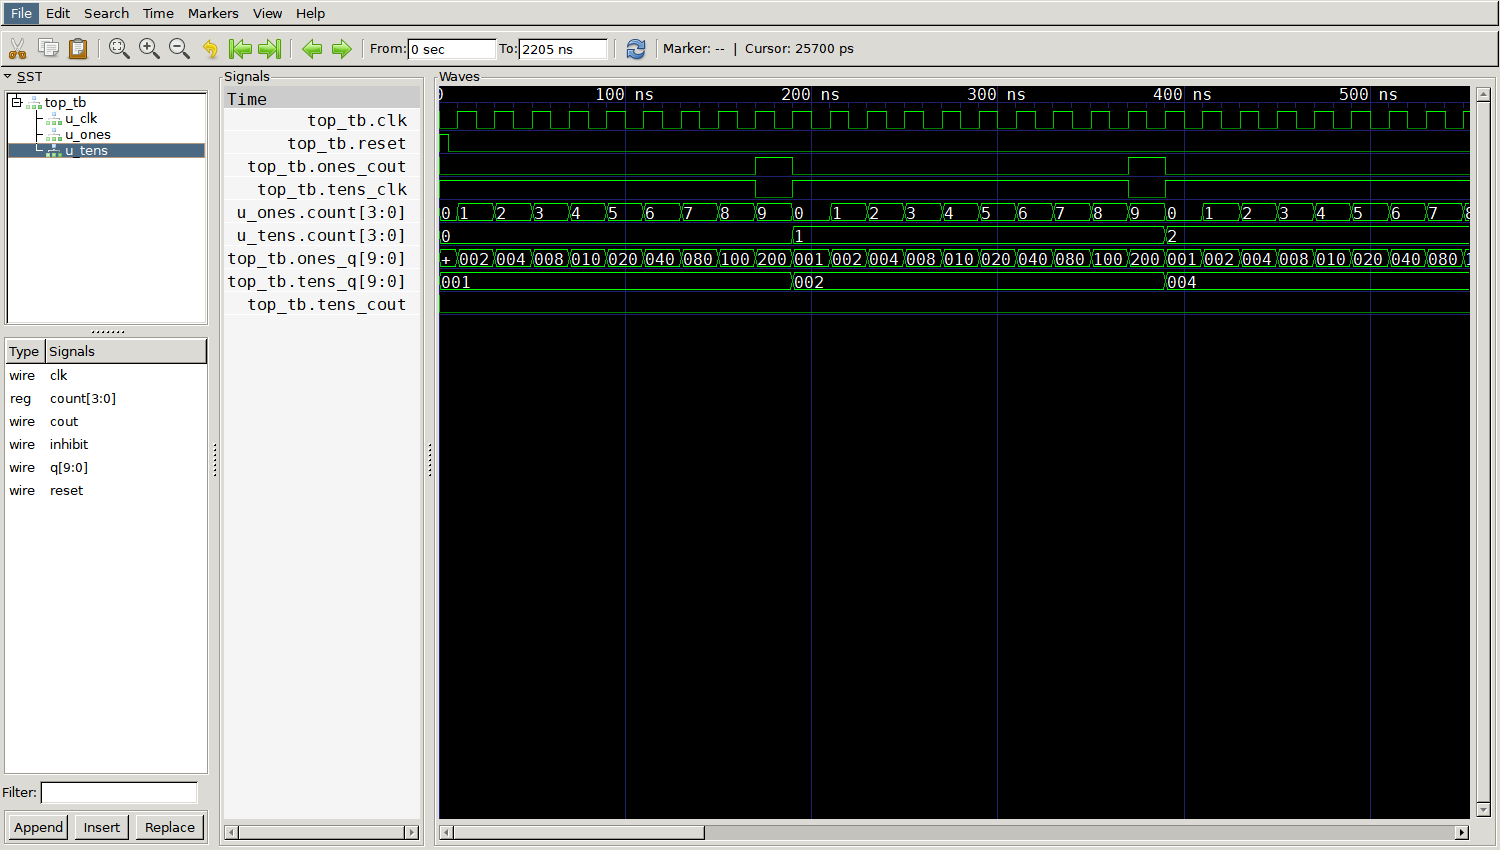 File Edit Search Time Markers View Help
From: 0 sec To: 2205 ns Marker: -- | Cursor: 25700 ps
SST
top_tb
u_clk
u_ones
u_tens
Type Signals
wire clk
reg count[3:0]
wire cout
wire inhibit
wire q[9:0]
wire reset
Filter:
Append Insert Replace
Signals
Time
top_tb.clk
top_tb.reset
top_tb.ones_cout
top_tb.tens_clk
u_ones.count[3:0]
u_tens.count[3:0]
top_tb.ones_q[9:0]
top_tb.tens_q[9:0]
top_tb.tens_cout
Waves
0 100 ns 200 ns 300 ns 400 ns 500 ns
0 1 2 3 4 5 6 7 8 9 0 1 2 3 4 5 6 7 8 9 0 1 2 3 4 5 6 7 8
0 1 2
+ 002 004 008 010 020 040 080 100 200 001 002 004 008 010 020 040 080 100 200 001 002 004 008 010 020 040 080
001 002 004